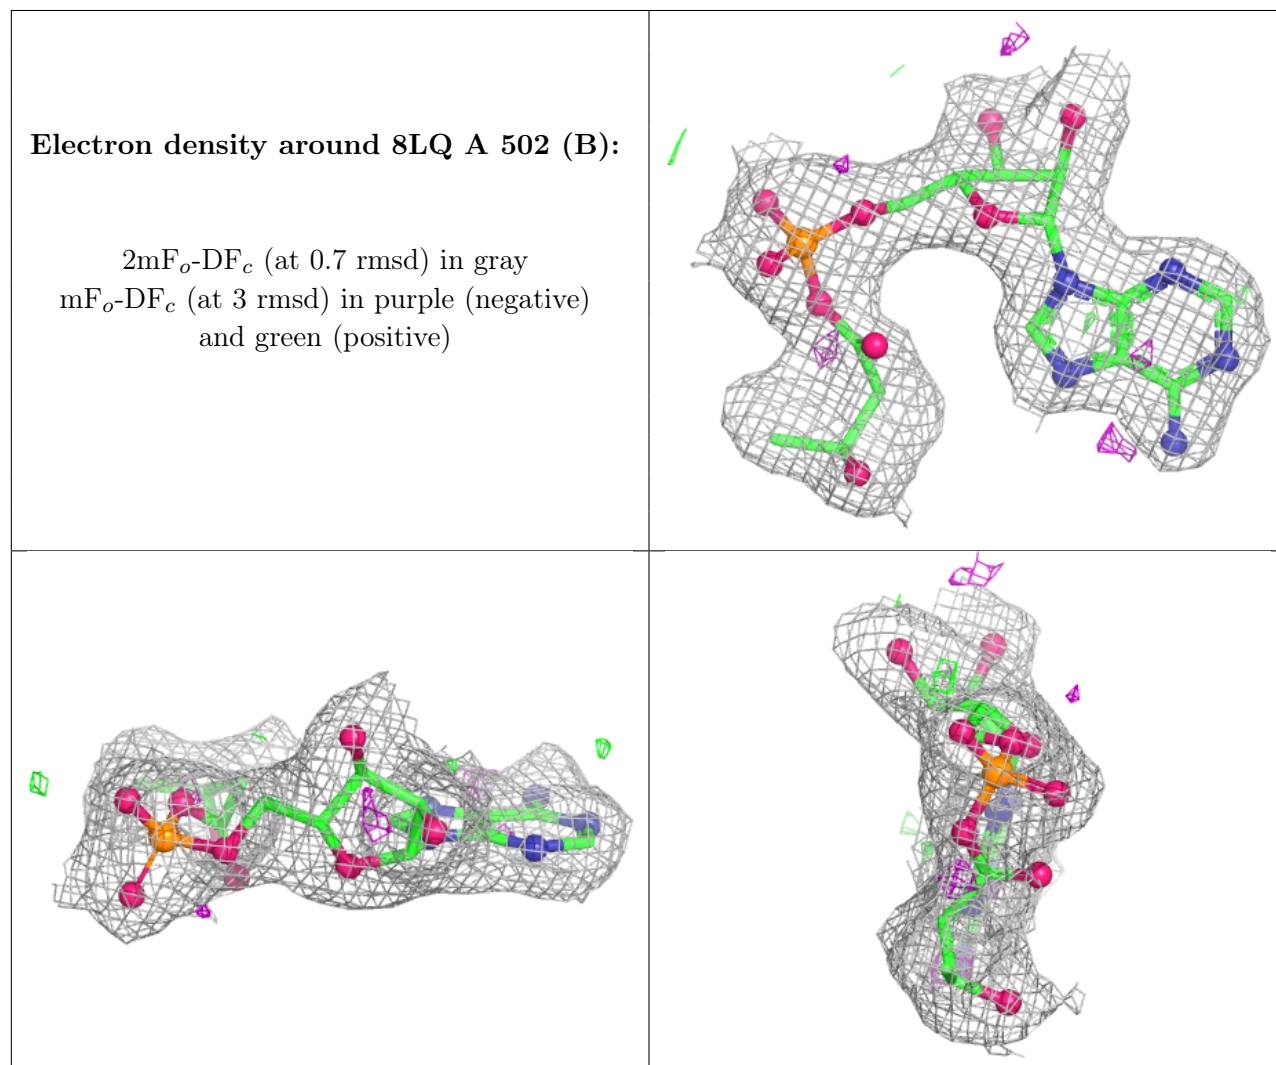 Electron density around 8LQ A 502 (B):
2mFo-DFc (at 0.7 rmsd) in gray
mFo-DFc (at 3 rmsd) in purple (negative)
and green (positive)